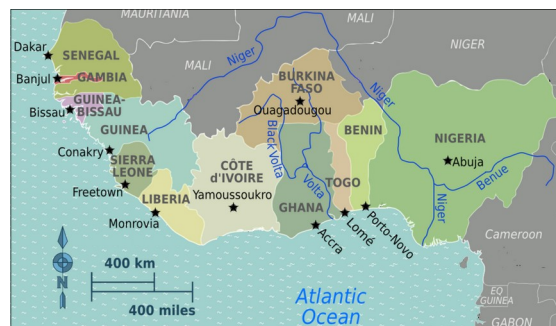 MAURITANIA
MALI
NIGER
Dakar
SENEGAL
MALI
Niger
Banjul
GAMBIA
BURKINA
FASO
Niger
GUINEA-
BISSAU
Bissau
Ouagadougou
GUINEA
BENIN
NIGERIA
Black Volta
Conakry
SIERRA
LEONE
CÔTE
d'IVOIRE
Abuja
Volta
TOGO
Benue
Freetown
Yamoussoukro
LIBERIA
GHANA
Niger
Monrovia
Accra
Lomé
Porto-Novo
Cameroon
400 km
N
400 miles
Atlantic
Ocean
EQ
GUINEA
GABON